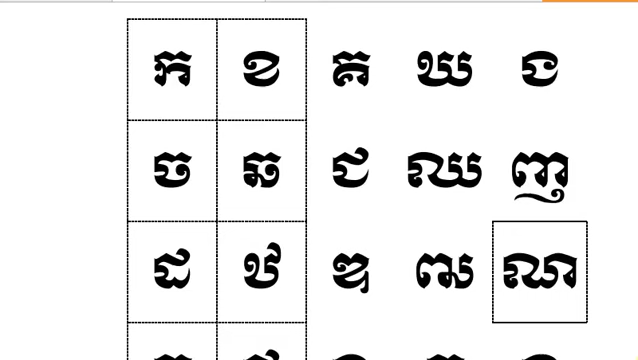 ក ខ គ ឃ ង
ច ឆ ជ ឈ ញ
ដ ឋ ឌ ឍ ណ